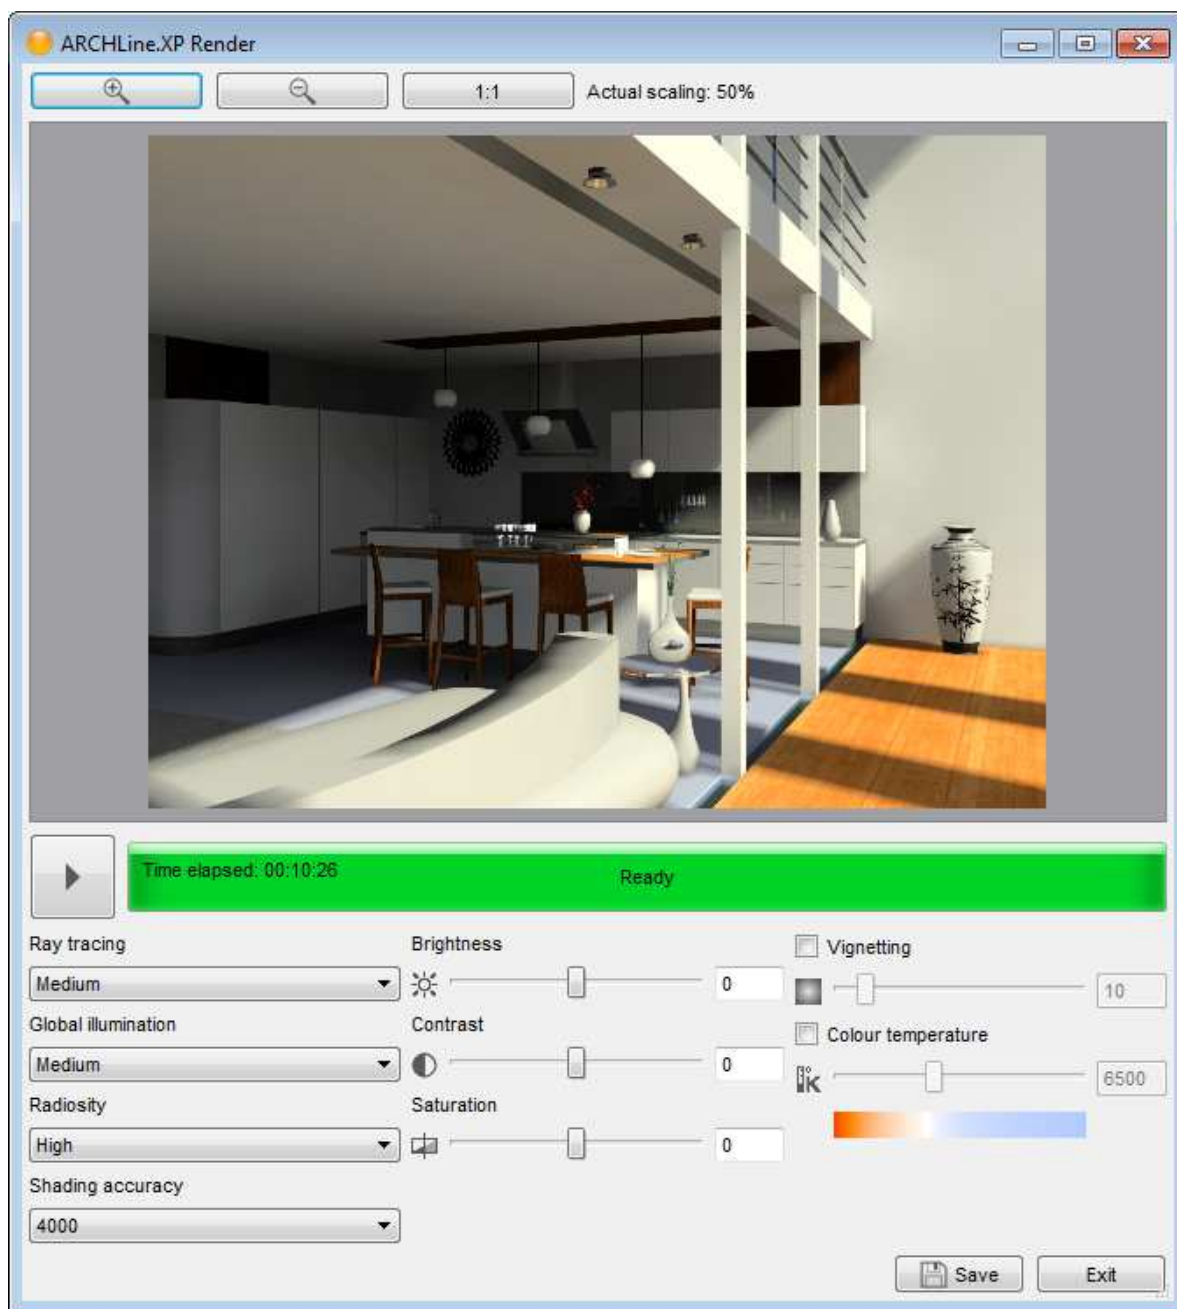 ARCHLine.XP Render
1:1
Actual scaling: 50%
Time elapsed: 00:10:26
Ready
Ray tracing
Medium
Global illumination
Medium
Radiosity
High
Shading accuracy
4000
Brightness
0
Contrast
0
Saturation
0
Vignetting
10
Colour temperature
K
6500
Save
Exit